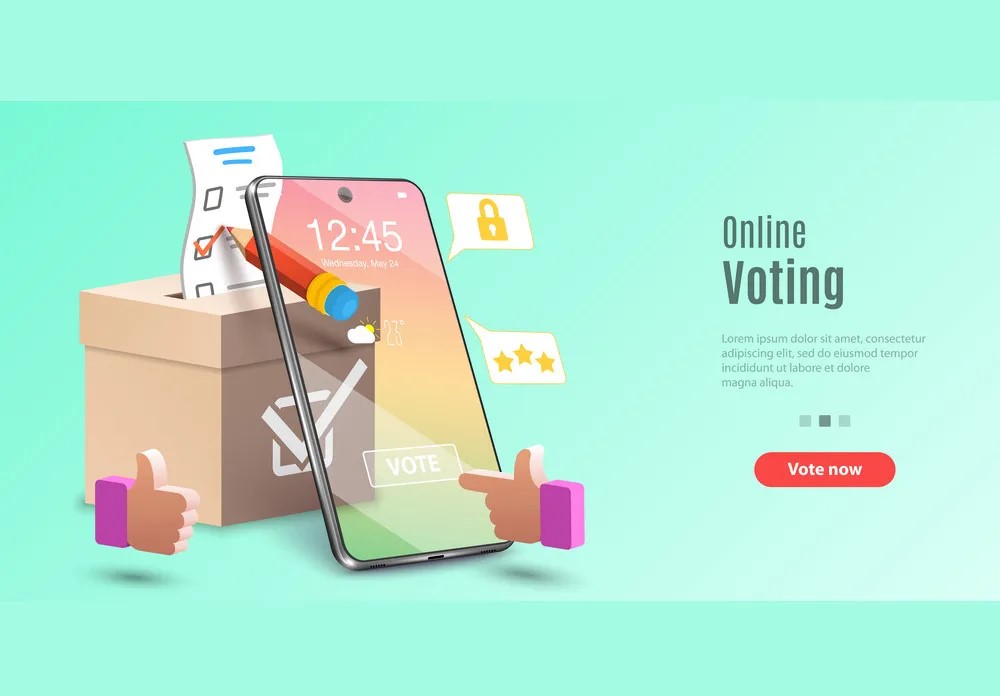 12:45
Wednesday, May 24
23°
VOTE
Online
Voting
Lorem ipsum dolor sit amet, consectetur
adipiscing elit, sed do eiusmod tempor
incididunt ut labore et dolore
magna aliqua.
Vote now